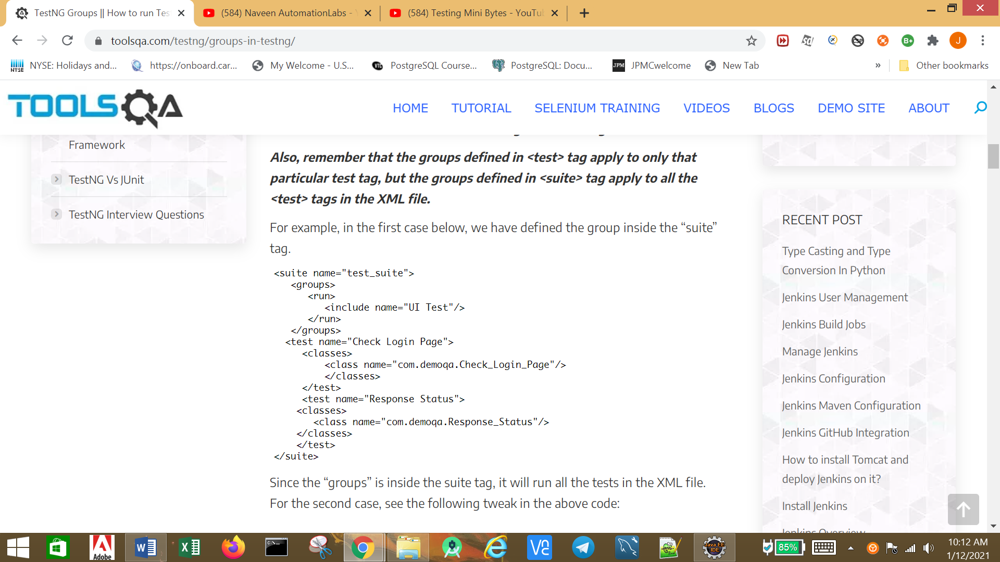 TestNG Groups || How to run Tes
(584) Naveen AutomationLabs -
(584) Testing Mini Bytes - YouTu
toolsqa.com/testng/groups-in-testng/
NYSE: Holidays and...
https://onboard.car...
My Welcome - U.S...
PostgreSQL Course...
PostgreSQL: Docu...
JPMCwelcome
New Tab
»
Other bookmarks
TOOLSQA
HOME
TUTORIAL
SELENIUM TRAINING
VIDEOS
BLOGS
DEMO SITE
ABOUT
Framework
TestNG Vs JUnit
TestNG Interview Questions
Also, remember that the groups defined in <test> tag apply to only that
particular test tag, but the groups defined in <suite> tag apply to all the
<test> tags in the XML file.
For example, in the first case below, we have defined the group inside the “suite”
tag.
<suite name="test_suite">
<groups>
<run>
<include name="UI Test"/>
</run>
</groups>
<test name="Check Login Page">
<classes>
<class name="com.demoqa.Check_Login_Page"/>
</classes>
</test>
<test name="Response Status">
<classes>
<class name="com.demoqa.Response_Status"/>
</classes>
</test>
</suite>
Since the “groups” is inside the suite tag, it will run all the tests in the XML file.
For the second case, see the following tweak in the above code:
RECENT POST
Type Casting and Type
Conversion In Python
Jenkins User Management
Jenkins Build Jobs
Manage Jenkins
Jenkins Configuration
Jenkins Maven Configuration
Jenkins GitHub Integration
How to install Tomcat and
deploy Jenkins on it?
Install Jenkins
Jenkins Overview
Adobe
Java EE
IDE
85%
10:12 AM
1/12/2021